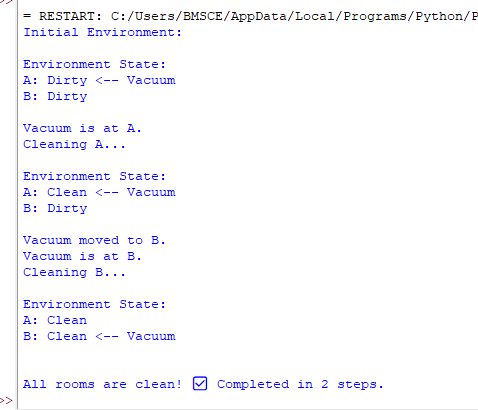 >>
= RESTART: C:/Users/BMSCE/AppData/Local/Programs/Python/P
Initial Environment:
Environment State:
A: Dirty <-- Vacuum
B: Dirty
Vacuum is at A.
Cleaning A...
Environment State:
A: Clean <-- Vacuum
B: Dirty
Vacuum moved to B.
Vacuum is at B.
Cleaning B...
Environment State:
A: Clean
B: Clean <-- Vacuum
All rooms are clean! ☑ Completed in 2 steps.
>>